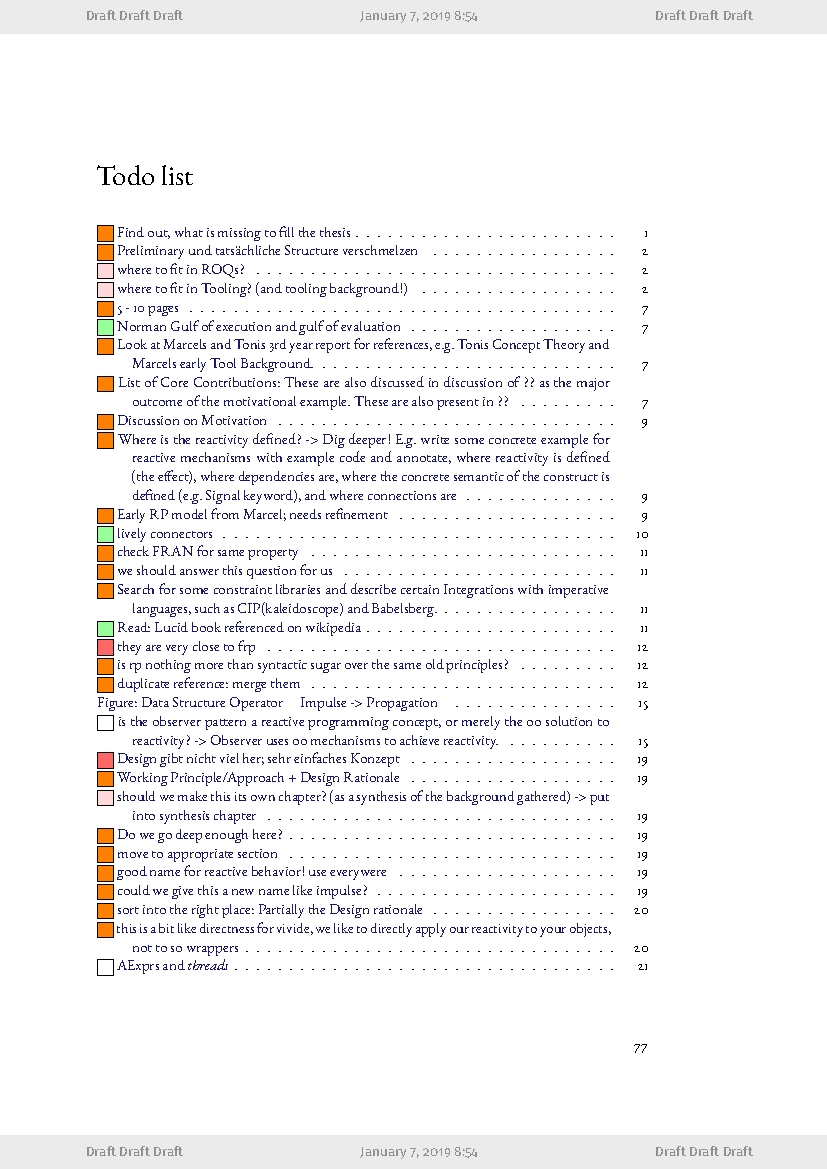 Draft Draft Draft January 7, 2019 8:54 Draft Draft Draft
Todo list
Find out, what is missing to fill the thesis . . . . . . . . . . . . . . . . . . . . . . . . 1
Preliminary und tatsächliche Structure verschmelzen . . . . . . . . . . . . . . . . . 2
where to fit in ROQs? . . . . . . . . . . . . . . . . . . . . . . . . . . . . . . . . . 2
where to fit in Tooling? (and tooling background!) . . . . . . . . . . . . . . . . . . 2
5 - 10 pages . . . . . . . . . . . . . . . . . . . . . . . . . . . . . . . . . . . . . . . 7
Norman Gulf of execution and gulf of evaluation . . . . . . . . . . . . . . . . . . . 7
Look at Marcels and Tonis 3rd year report for references, e.g. Tonis Concept Theory and
Marcels early Tool Background. . . . . . . . . . . . . . . . . . . . . . . . . . . . 7
List of Core Contributions: These are also discussed in discussion of ?? as the major
outcome of the motivational example. These are also present in ?? . . . . . . . . . 7
Discussion on Motivation . . . . . . . . . . . . . . . . . . . . . . . . . . . . . . . 9
Where is the reactivity defined? -> Dig deeper! E.g. write some concrete example for
reactive mechanisms with example code and annotate, where reactivity is defined
(the effect), where dependencies are, where the concrete semantic of the construct is
defined (e.g. Signal keyword), and where connections are . . . . . . . . . . . . . . 9
Early RP model from Marcel; needs refinement . . . . . . . . . . . . . . . . . . . . 9
lively connectors . . . . . . . . . . . . . . . . . . . . . . . . . . . . . . . . . . . . 10
check FRAN for same property . . . . . . . . . . . . . . . . . . . . . . . . . . . . 11
we should answer this question for us . . . . . . . . . . . . . . . . . . . . . . . . . 11
Search for some constraint libraries and describe certain Integrations with imperative
languages, such as CIP(kaleidoscope) and Babelsberg. . . . . . . . . . . . . . . . . 11
Read: Lucid book referenced on wikipedia . . . . . . . . . . . . . . . . . . . . . . . 11
they are very close to frp . . . . . . . . . . . . . . . . . . . . . . . . . . . . . . . . 12
is rp nothing more than syntactic sugar over the same old principles? . . . . . . . . . 12
duplicate reference: merge them . . . . . . . . . . . . . . . . . . . . . . . . . . . . 12
Figure: Data Structure Operator Impulse -> Propagation . . . . . . . . . . . . . . . 15
is the observer pattern a reactive programming concept, or merely the oo solution to
reactivity? -> Observer uses oo mechanisms to achieve reactivity. . . . . . . . . . . 15
Design gibt nicht viel her; sehr einfaches Konzept . . . . . . . . . . . . . . . . . . . 19
Working Principle/Approach + Design Rationale . . . . . . . . . . . . . . . . . . . 19
should we make this its own chapter? (as a synthesis of the background gathered) -> put
into synthesis chapter . . . . . . . . . . . . . . . . . . . . . . . . . . . . . . . . 19
Do we go deep enough here? . . . . . . . . . . . . . . . . . . . . . . . . . . . . . . 19
move to appropriate section . . . . . . . . . . . . . . . . . . . . . . . . . . . . . . 19
good name for reactive behavior! use everywere . . . . . . . . . . . . . . . . . . . . 19
could we give this a new name like impulse? . . . . . . . . . . . . . . . . . . . . . . 19
sort into the right place: Partially the Design rationale . . . . . . . . . . . . . . . . . 20
this is a bit like directness for vivide, we like to directly apply our reactivity to your objects,
not to so wrappers . . . . . . . . . . . . . . . . . . . . . . . . . . . . . . . . . . 20
AExprs and threads . . . . . . . . . . . . . . . . . . . . . . . . . . . . . . . . . . . 21
77
Draft Draft Draft January 7, 2019 8:54 Draft Draft Draft